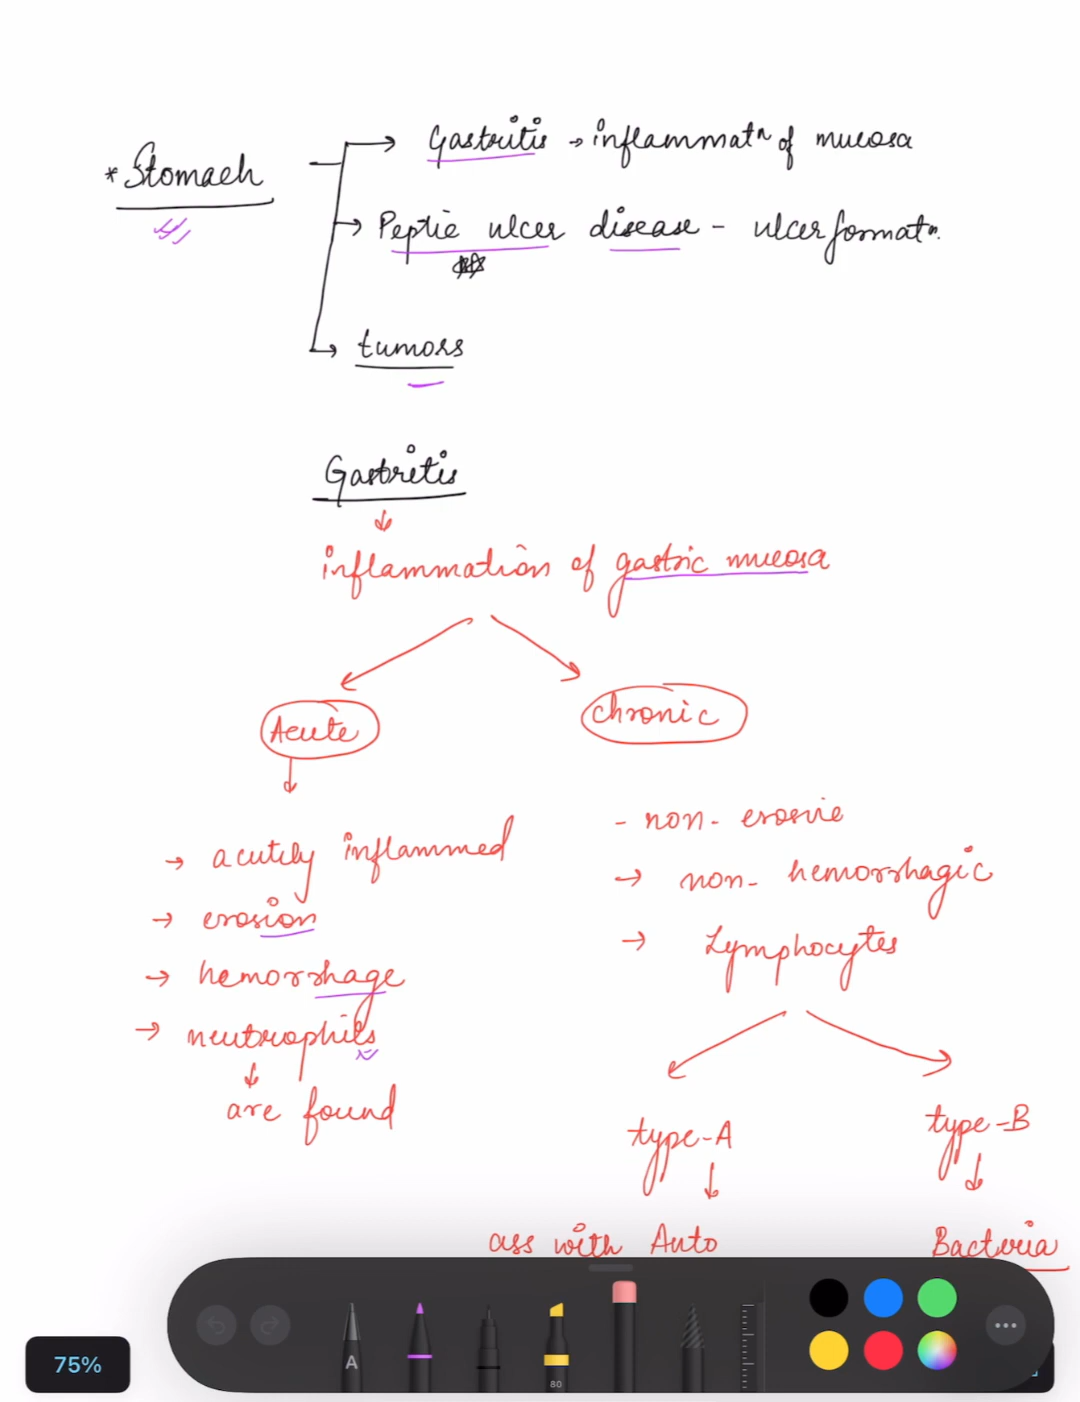 * Stomach
→ Gastritis → inflammatⁿ of mucosa
→ Peptic ulcer disease - ulcer formatⁿ.
→ tumors
Gastritis
↓
inflammation of gastric mucosa
Acute
chronic
↓
→ acutely inflammed
→ erosion
→ hemorrhage
→ neutrophils
↓
are found
- non- erosive
→ non- hemorrhagic
→ Lymphocytes
type-A
type-B
↓
↓
ass with Auto
Bacteria
75%
A
80